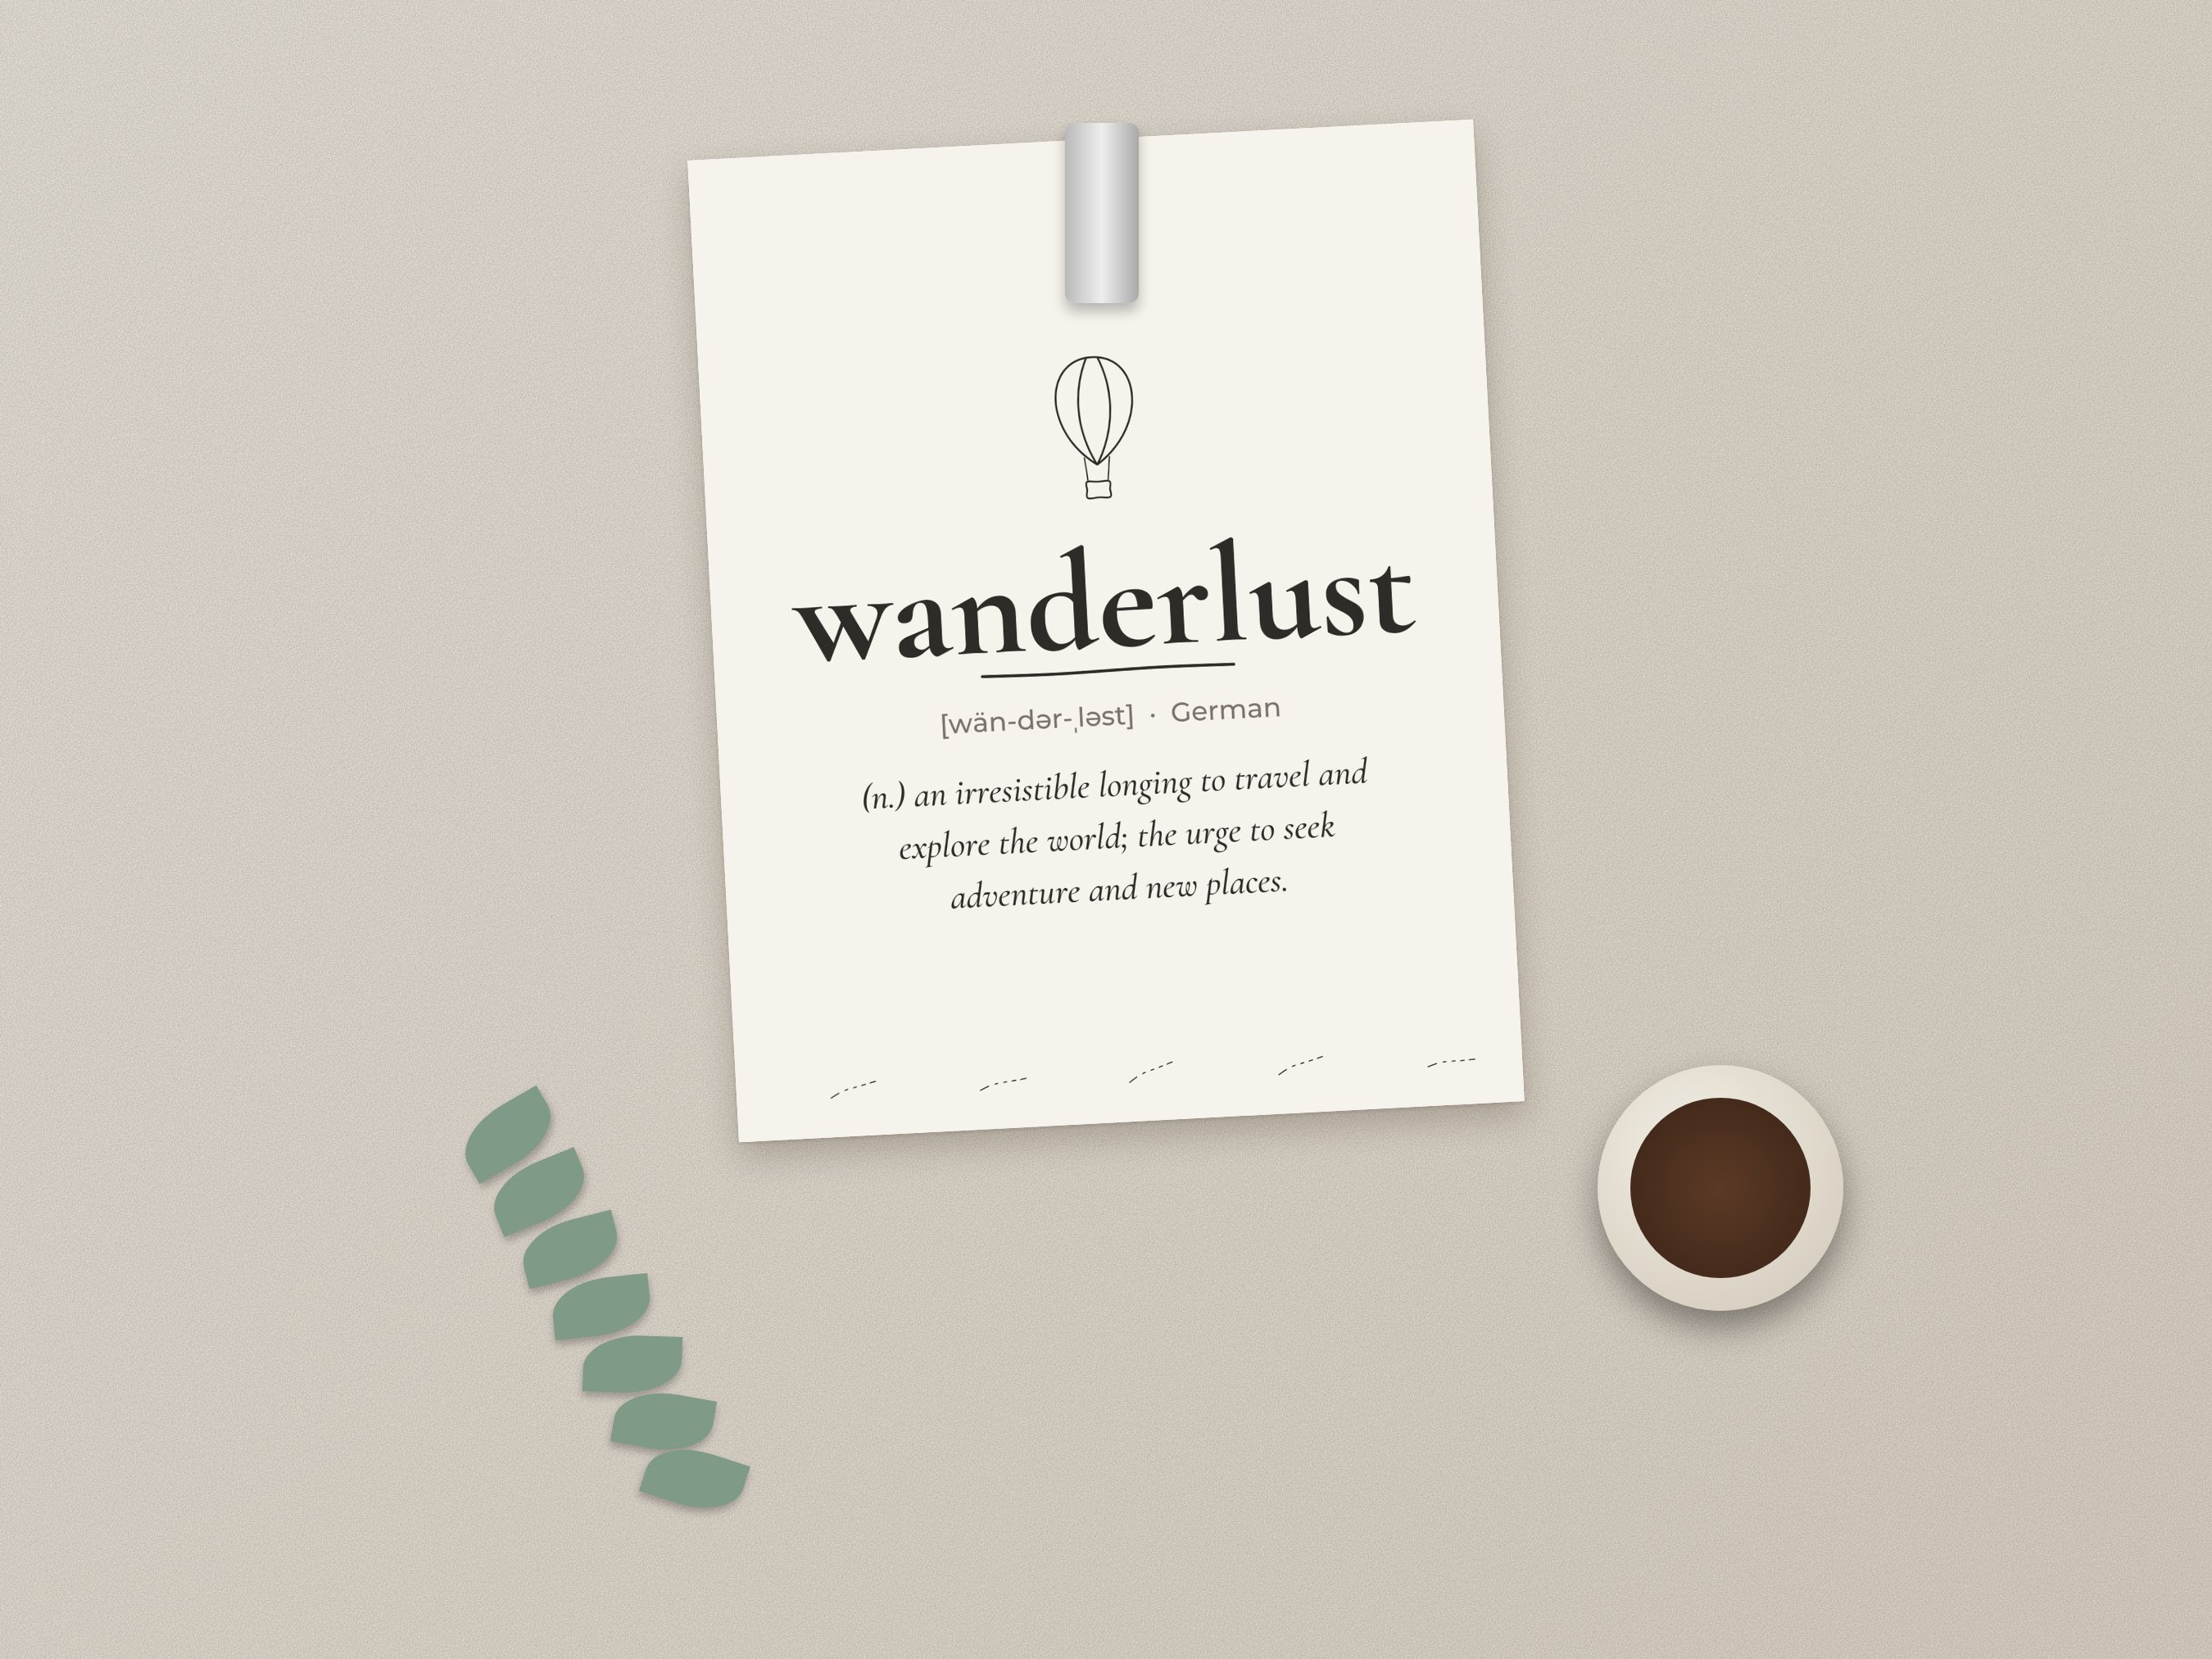 wanderlust
[wän-dər-ˌləst] · German
(n.) an irresistible longing to travel and
explore the world; the urge to seek
adventure and new places.